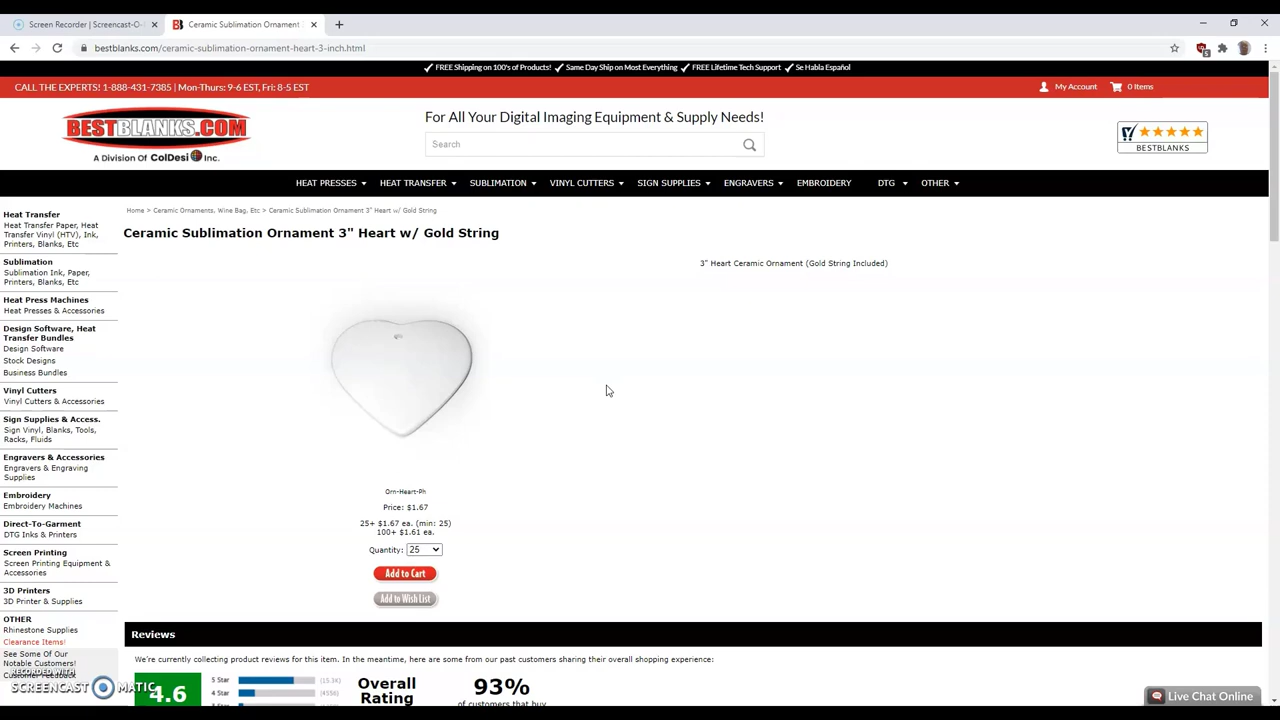 Screen Recorder | Screencast-O-
Ceramic Sublimation Ornament
bestblanks.com/ceramic-sublimation-ornament-heart-3-inch.html
FREE Shipping on 100's of Products! Same Day Ship on Most Everything FREE Lifetime Tech Support Se Habla Español
CALL THE EXPERTS! 1-888-431-7385 | Mon-Thurs: 9-6 EST, Fri: 8-5 EST
My Account 0 Items
BESTBLANKS.COM
A Division Of ColDesi Inc.
For All Your Digital Imaging Equipment & Supply Needs!
Search
BESTBLANKS
HEAT PRESSES HEAT TRANSFER SUBLIMATION VINYL CUTTERS SIGN SUPPLIES ENGRAVERS EMBROIDERY DTG OTHER
Heat Transfer
Heat Transfer Paper, Heat
Transfer Vinyl (HTV), Ink,
Printers, Blanks, Etc
Sublimation
Sublimation Ink, Paper,
Printers, Blanks, Etc
Heat Press Machines
Heat Presses & Accessories
Design Software, Heat
Transfer Bundles
Design Software
Stock Designs
Business Bundles
Vinyl Cutters
Vinyl Cutters & Accessories
Sign Supplies & Access.
Sign Vinyl, Blanks, Tools,
Racks, Fluids
Engravers & Accessories
Engravers & Engraving
Supplies
Embroidery
Embroidery Machines
Direct-To-Garment
DTG Inks & Printers
Screen Printing
Screen Printing Equipment &
Accessories
3D Printers
3D Printer & Supplies
OTHER
Rhinestone Supplies
Clearance Items!
See Some Of Our
Notable Customers!
Customer Feedback
RECORDED WITH
SCREENCAST MATIC
Home > Ceramic Ornaments, Wine Bag, Etc > Ceramic Sublimation Ornament 3" Heart w/ Gold String
Ceramic Sublimation Ornament 3" Heart w/ Gold String
3" Heart Ceramic Ornament (Gold String Included)
Orn-Heart-Ph
Price: $1.67
25+ $1.67 ea. (min: 25)
100+ $1.61 ea.
Quantity: 25
Add to Cart
Add to Wish List
Reviews
We're currently collecting product reviews for this item. In the meantime, here are some from our past customers sharing their overall shopping experience:
4.6
5 Star (15.3K)
4 Star (4556)
Overall
Rating
93%
of customers that buy
Live Chat Online